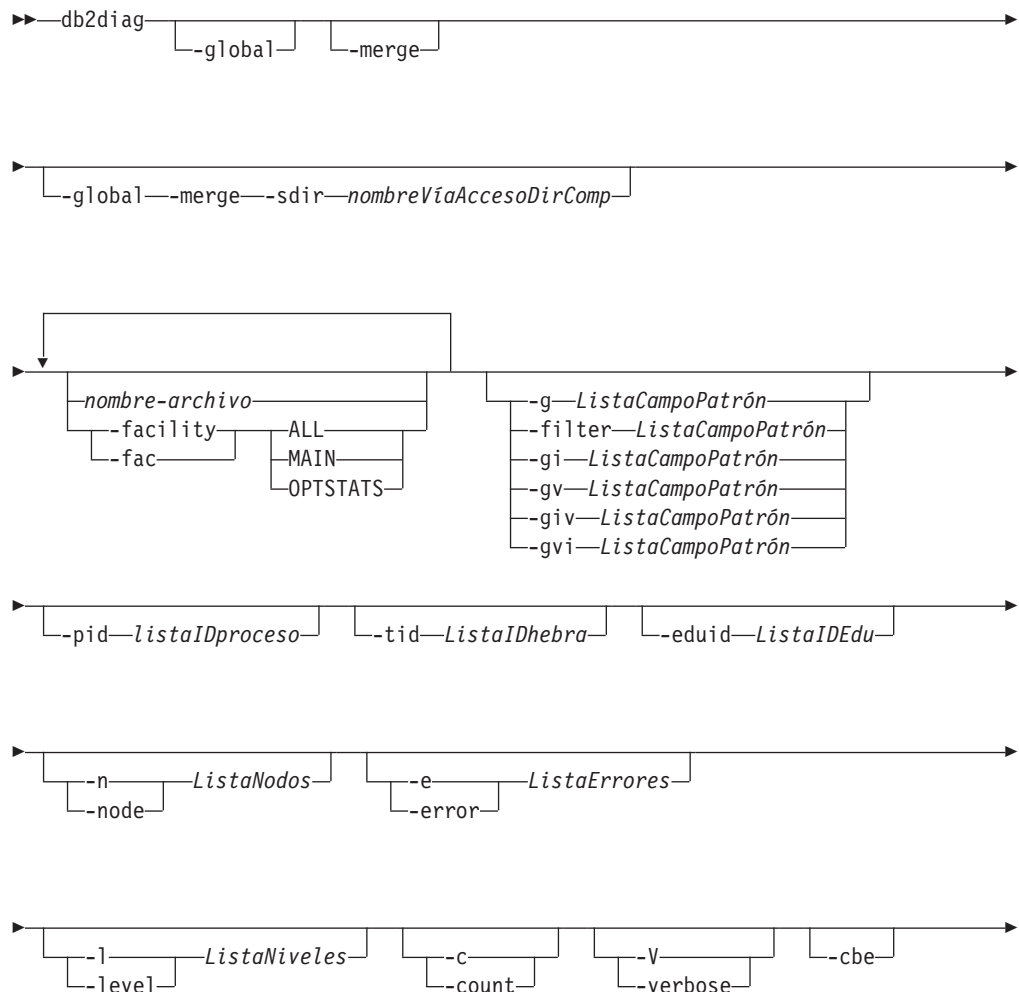 db2diag -global -merge
-global -merge -sdir nombreVíaAccesoDirComp
nombre-archivo -g ListaCampoPatrón
-facility ALL -filter ListaCampoPatrón
-fac MAIN -gi ListaCampoPatrón
OPTSTATS -gv ListaCampoPatrón
-giv ListaCampoPatrón
-gvi ListaCampoPatrón
-pid listaIDproceso -tid ListaIDhebra -eduid ListaIDEdu
-n ListaNodos -e ListaErrores
-node -error
-l ListaNiveles -c -V -cbe
-level -count -verbose